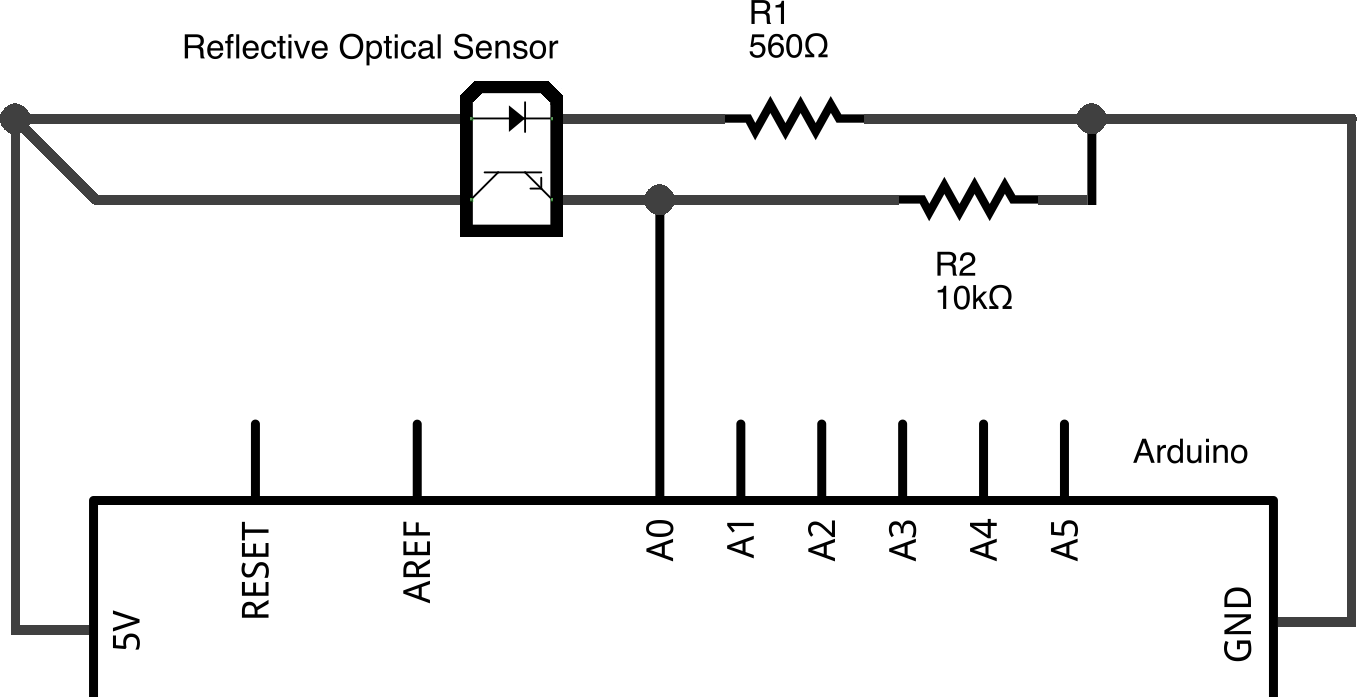 R1
560Ω
Reflective Optical Sensor
R2
10kΩ
Arduino
RESET
AREF
A0
A1
A2
A3
A4
A5
5V
GND